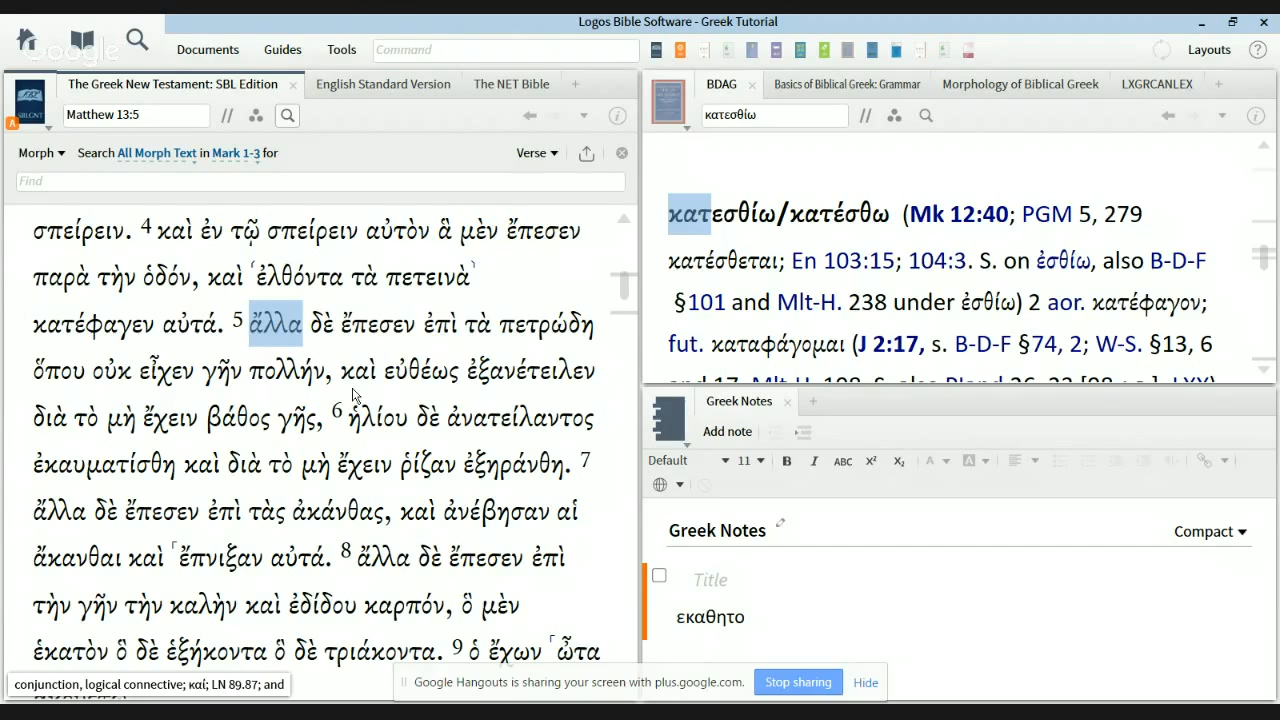 Logos Bible Software - Greek Tutorial
Google
Documents Guides Tools Command Layouts
The Greek New Testament: SBL Edition English Standard Version The NET Bible
Matthew 13:5
Morph Search All Morph Text in Mark 1-3 for Verse
Find
σπείρειν. 4 καὶ ἐν τῷ σπείρειν αὐτὸν ἃ μὲν ἔπεσεν
παρὰ τὴν ὁδόν, καὶ ⸂ἐλθόντα τὰ πετεινὰ⸃
κατέφαγεν αὐτά. 5 ἄλλα δὲ ἔπεσεν ἐπὶ τὰ πετρώδη
ὅπου οὐκ εἶχεν γῆν πολλήν, καὶ εὐθέως ἐξανέτειλεν
διὰ τὸ μὴ ἔχειν βάθος γῆς, 6 ἡλίου δὲ ἀνατείλαντος
ἐκαυματίσθη καὶ διὰ τὸ μὴ ἔχειν ῥίζαν ἐξηράνθη. 7
ἄλλα δὲ ἔπεσεν ἐπὶ τὰς ἀκάνθας, καὶ ἀνέβησαν αἱ
ἄκανθαι καὶ ⸀ἔπνιξαν αὐτά. 8 ἄλλα δὲ ἔπεσεν ἐπὶ
τὴν γῆν τὴν καλὴν καὶ ἐδίδου καρπόν, ὃ μὲν
ἑκατὸν ὃ δὲ ἑξήκοντα ὃ δὲ τριάκοντα. 9 ὁ ἔχων ⸀ὦτα
conjunction, logical connective; καί; LN 89.87; and
BDAG Basics of Biblical Greek: Grammar Morphology of Biblical Greek LXGRCANLEX
κατεσθίω
κατεσθίω/κατέσθω (Mk 12:40; PGM 5, 279
κατέσθεται; En 103:15; 104:3. S. on ἐσθίω, also B-D-F
§101 and Mlt-H. 238 under ἐσθίω) 2 aor. κατέφαγον;
fut. καταφάγομαι (J 2:17, s. B-D-F §74, 2; W-S. §13, 6
Greek Notes
Add note
Default 11 B I ABC X² X₂ A A
Greek Notes Compact
Title
εκαθητο
Google Hangouts is sharing your screen with plus.google.com. Stop sharing Hide